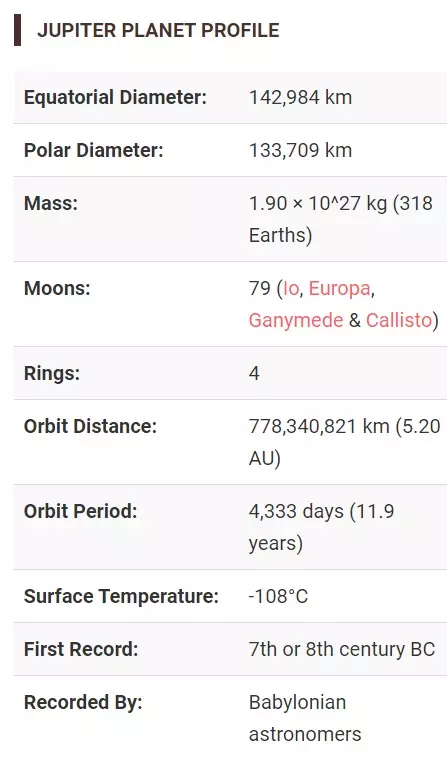 JUPITER PLANET PROFILE
Equatorial Diameter: 142,984 km
Polar Diameter: 133,709 km
Mass: 1.90 × 10^27 kg (318
Earths)
Moons: 79 (Io, Europa,
Ganymede & Callisto)
Rings: 4
Orbit Distance: 778,340,821 km (5.20
AU)
Orbit Period: 4,333 days (11.9
years)
Surface Temperature: -108°C
First Record: 7th or 8th century BC
Recorded By: Babylonian
astronomers